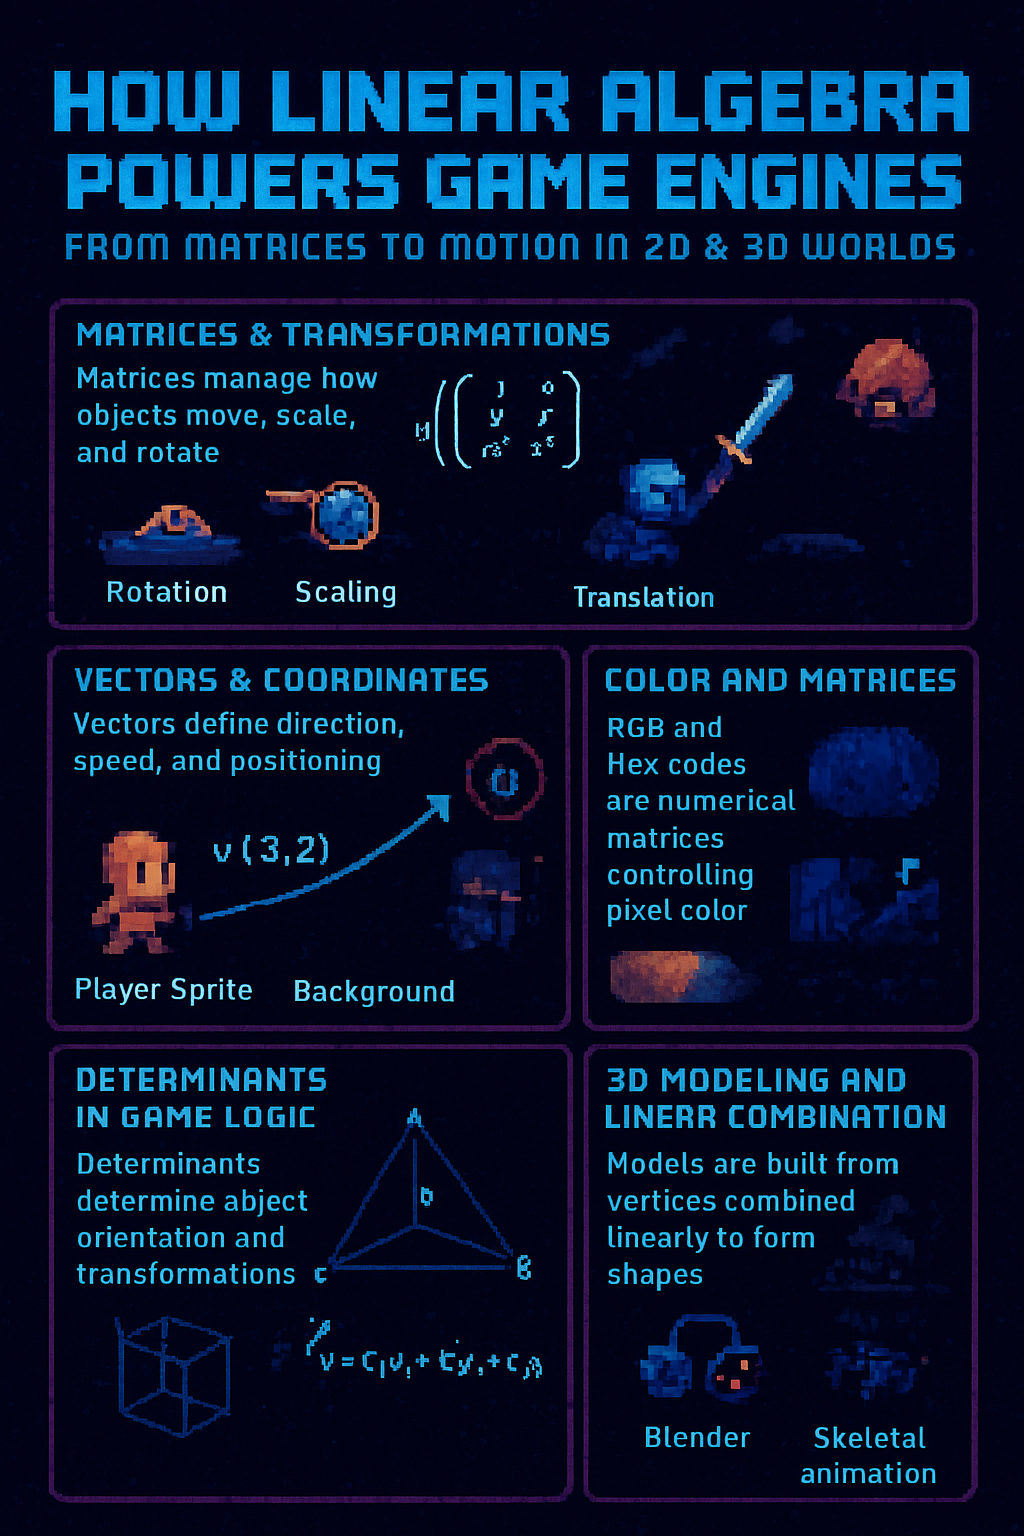 HOW LINEAR ALGEBRA
POWERS GAME ENGINES
FROM MATRICES TO MOTION IN 2D & 3D WORLDS
MATRICES & TRANSFORMATIONS
Matrices manage how
objects move, scale,
and rotate
Rotation
Scaling
Translation
VECTORS & COORDINATES
Vectors define direction,
speed, and positioning
v (3,2)
Player Sprite
Background
COLOR AND MATRICES
RGB and
Hex codes
are numerical
matrices
controlling
pixel color
DETERMINANTS
IN GAME LOGIC
Determinants
determine abject
orientation and
transformations
A
D
C
B
3D MODELING AND
LINERR COMBINATION
Models are built from
vertices combined
linearly to form
shapes
Blender
Skeletal
animation